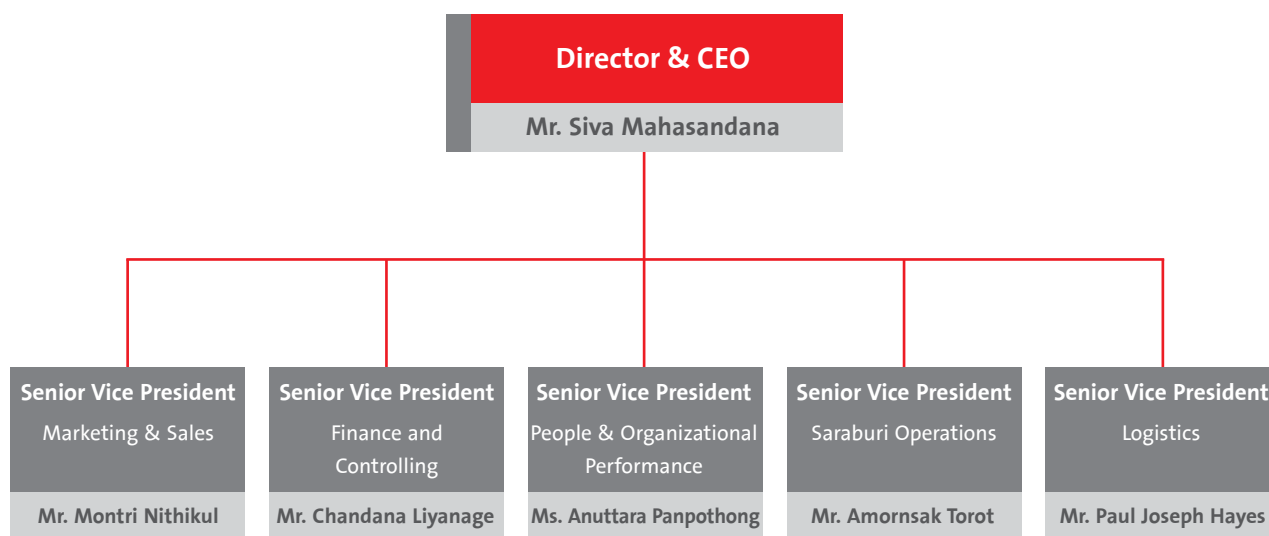 Director & CEO
Mr. Siva Mahasandana
Senior Vice President
Marketing & Sales
Mr. Montri Nithikul
Senior Vice President
Finance and
Controlling
Mr. Chandana Liyanage
Senior Vice President
People & Organizational
Performance
Ms. Anuttara Panpothong
Senior Vice President
Saraburi Operations
Mr. Amornsak Torot
Senior Vice President
Logistics
Mr. Paul Joseph Hayes